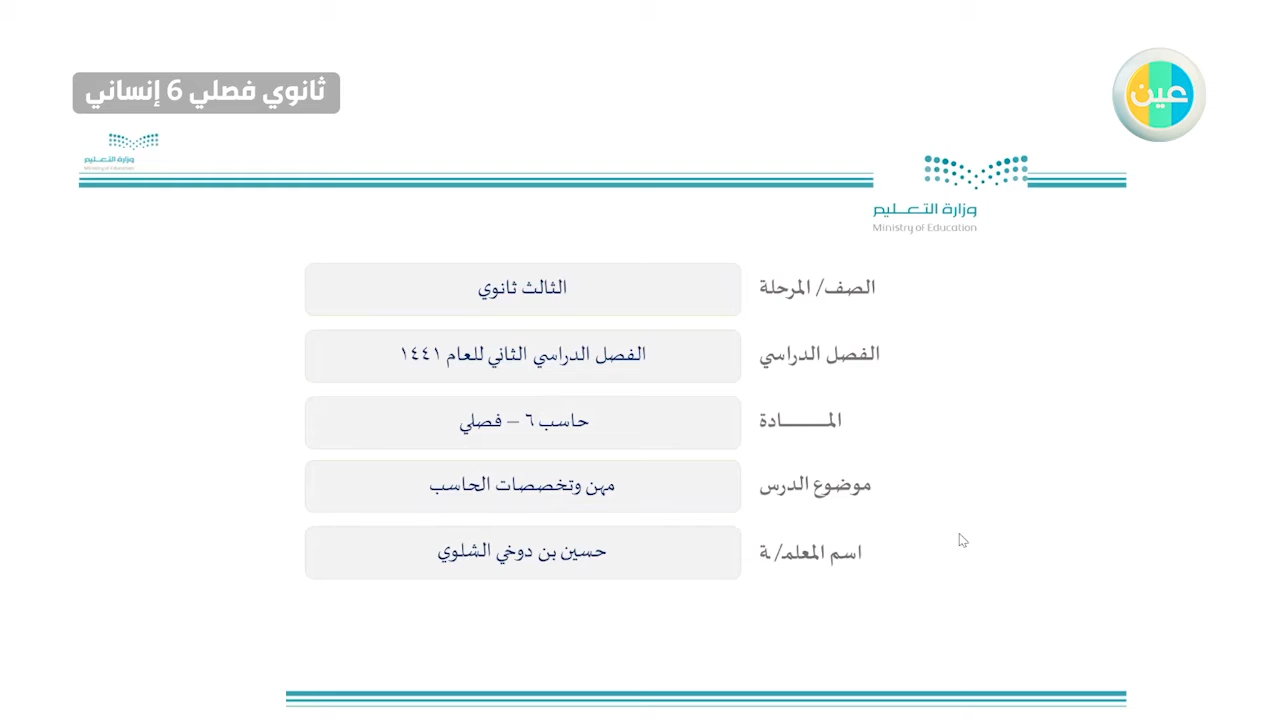 ثانوي فصلي 6 إنساني
عين
وزارة التعليم
Ministry of Education
وزارة التعليم
Ministry of Education
الصف/ المرحلة
الثالث ثانوي
الفصل الدراسي
الفصل الدراسي الثاني للعام ١٤٤١
المـــــــادة
حاسب ٦ – فصلي
موضوع الدرس
مهن وتخصصات الحاسب
اسم المعلم/ـة
حسين بن دوخي الشلوي